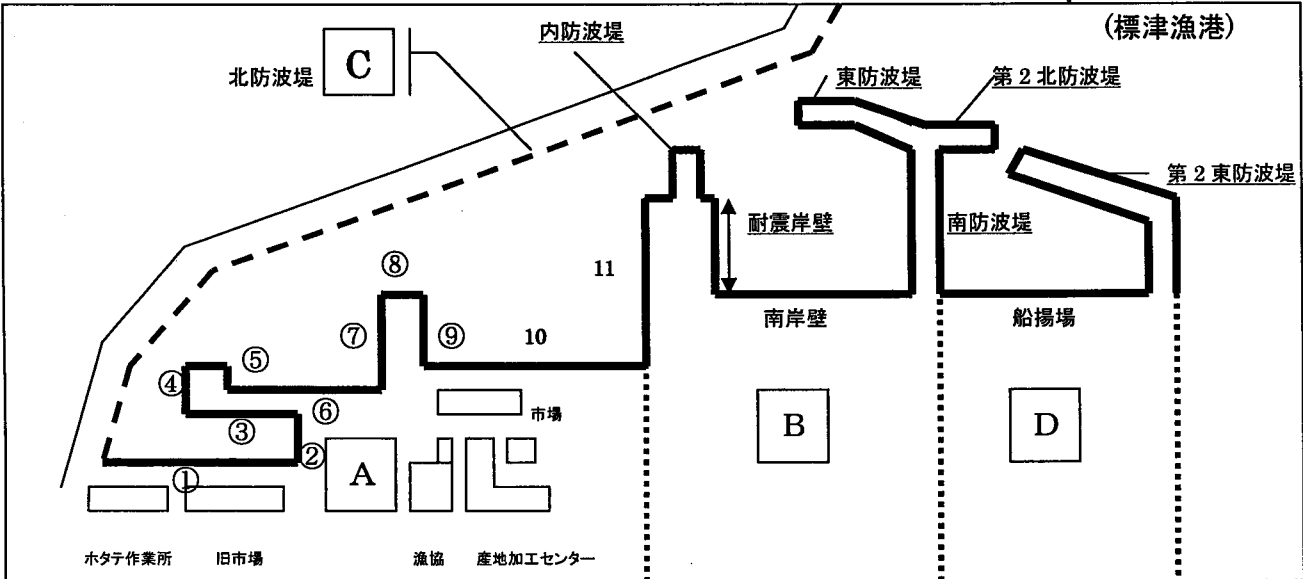 (標津漁港)
内防波堤
北防波堤
C
東防波堤
第2北防波堤
第2東防波堤
耐震岸壁
南防波堤
⑧
11
⑦
⑨
10
南岸壁
船揚場
⑤
④
⑥
③
市場
②
①
A
B
D
ホタテ作業所
旧市場
漁協
産地加工センター